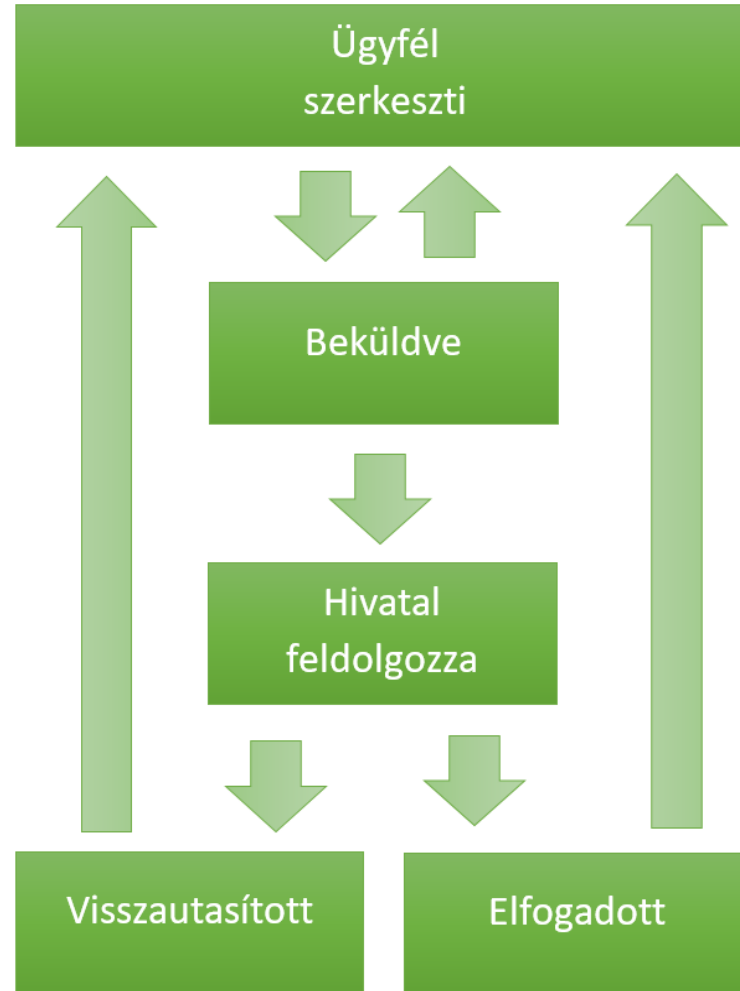 Ügyfél
szerkeszti
Beküldve
Hivatal
feldolgozza
Visszautasított
Elfogadott